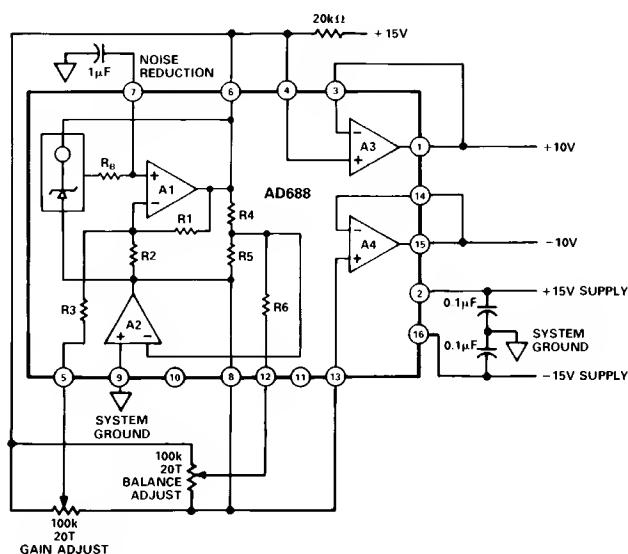 20kΩ
+ 15V
1μF
NOISE
REDUCTION
7
6
4
3
RB
+
A1
−
−
A3
+
1
+10V
AD688
14
R1
R4
−
A4
+
15
−10V
R2
R5
R3
R6
2
+15V SUPPLY
A2
+
−
0.1μF
SYSTEM
GROUND
16
0.1μF
−15V SUPPLY
5
9
10
8
12
11
13
SYSTEM
GROUND
100k
20T
BALANCE
ADJUST
100k
20T
GAIN ADJUST